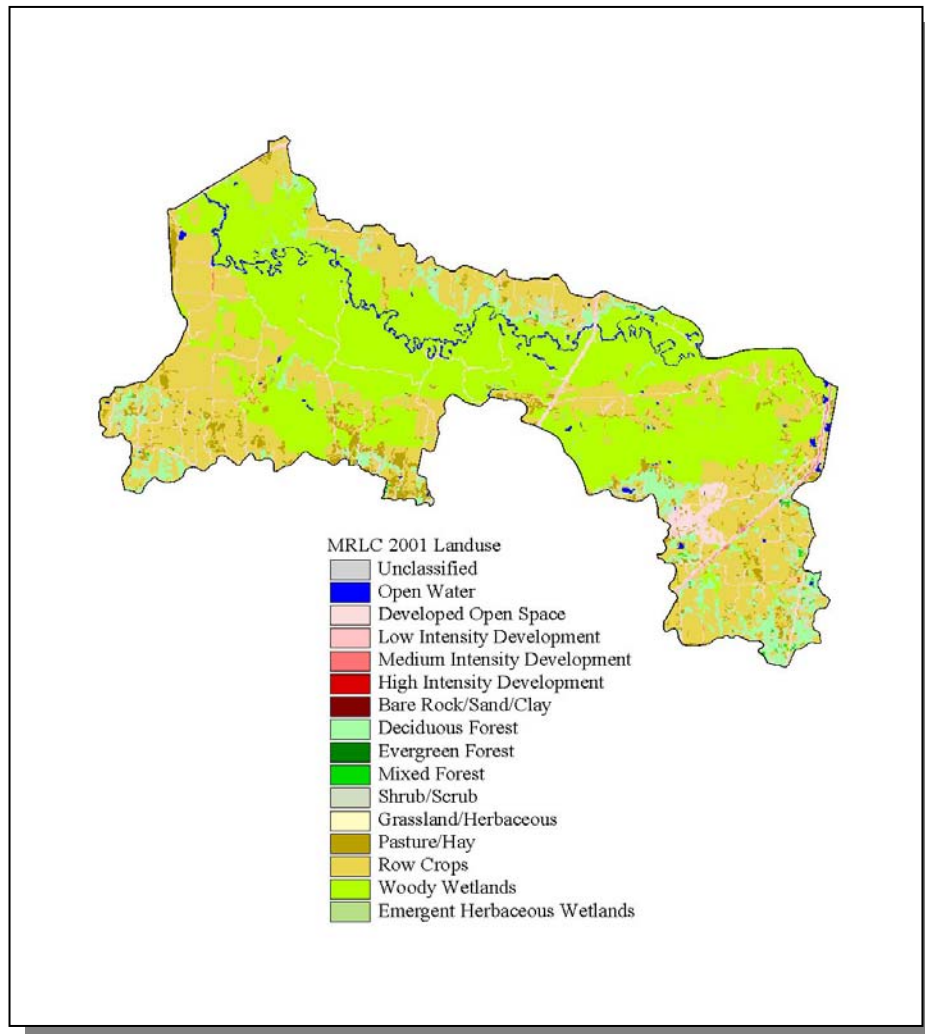 MRLC 2001 Landuse
Unclassified
Open Water
Developed Open Space
Low Intensity Development
Medium Intensity Development
High Intensity Development
Bare Rock/Sand/Clay
Deciduous Forest
Evergreen Forest
Mixed Forest
Shrub/Scrub
Grassland/Herbaceous
Pasture/Hay
Row Crops
Woody Wetlands
Emergent Herbaceous Wetlands